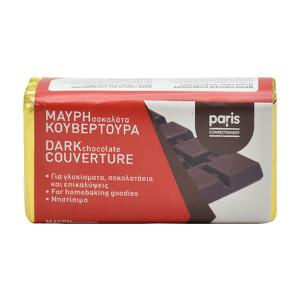 ΜΑΥΡΗ σοκολάτα
ΚΟΥΒΕΡΤΟΥΡΑ
DARK chocolate
COUVERTURE
• Για γλυκίσματα, σοκολατάκια
και επικαλύψεις
• For homebaking goodies
• Νηστίσιμο
paris
CONFECTIONERY